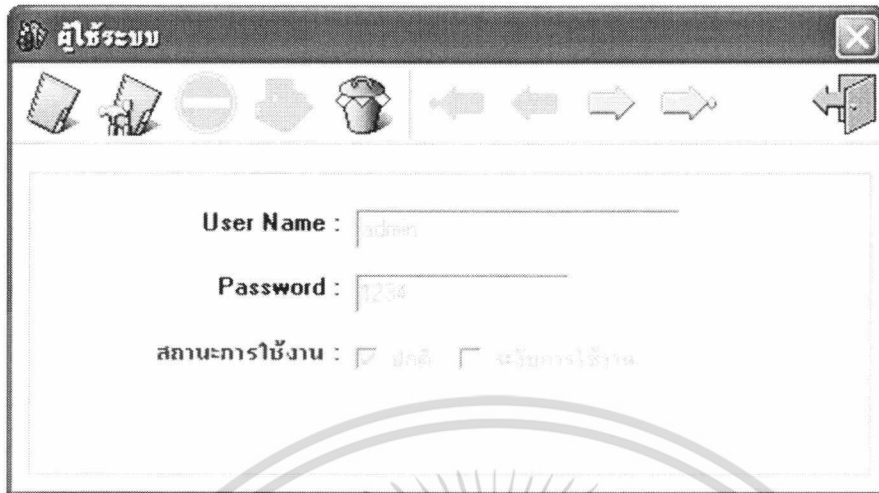 ผู้ใช้ระบบ
User Name : admin
Password : 1234
สถานะการใช้งาน : ปกติ ระงับการใช้งาน